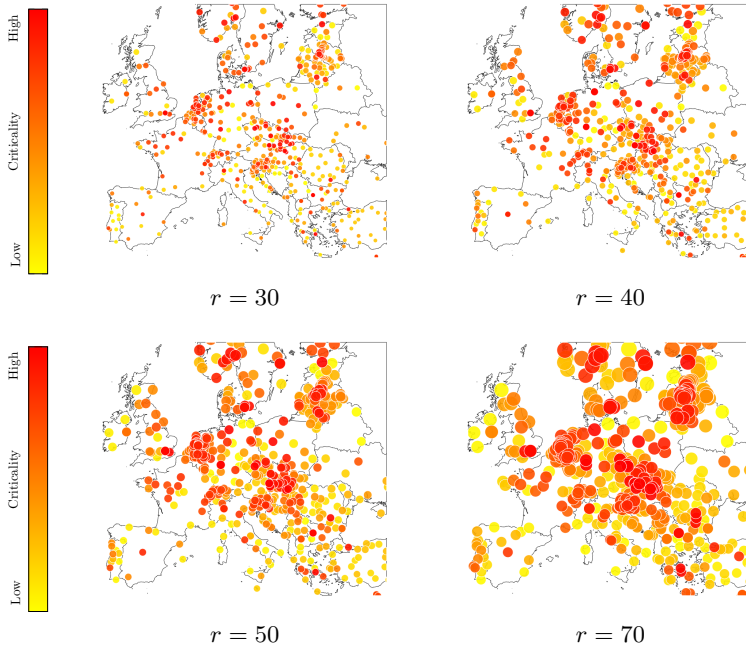 High
Criticality
Low
r = 30
r = 40
High
Criticality
Low
r = 50
r = 70